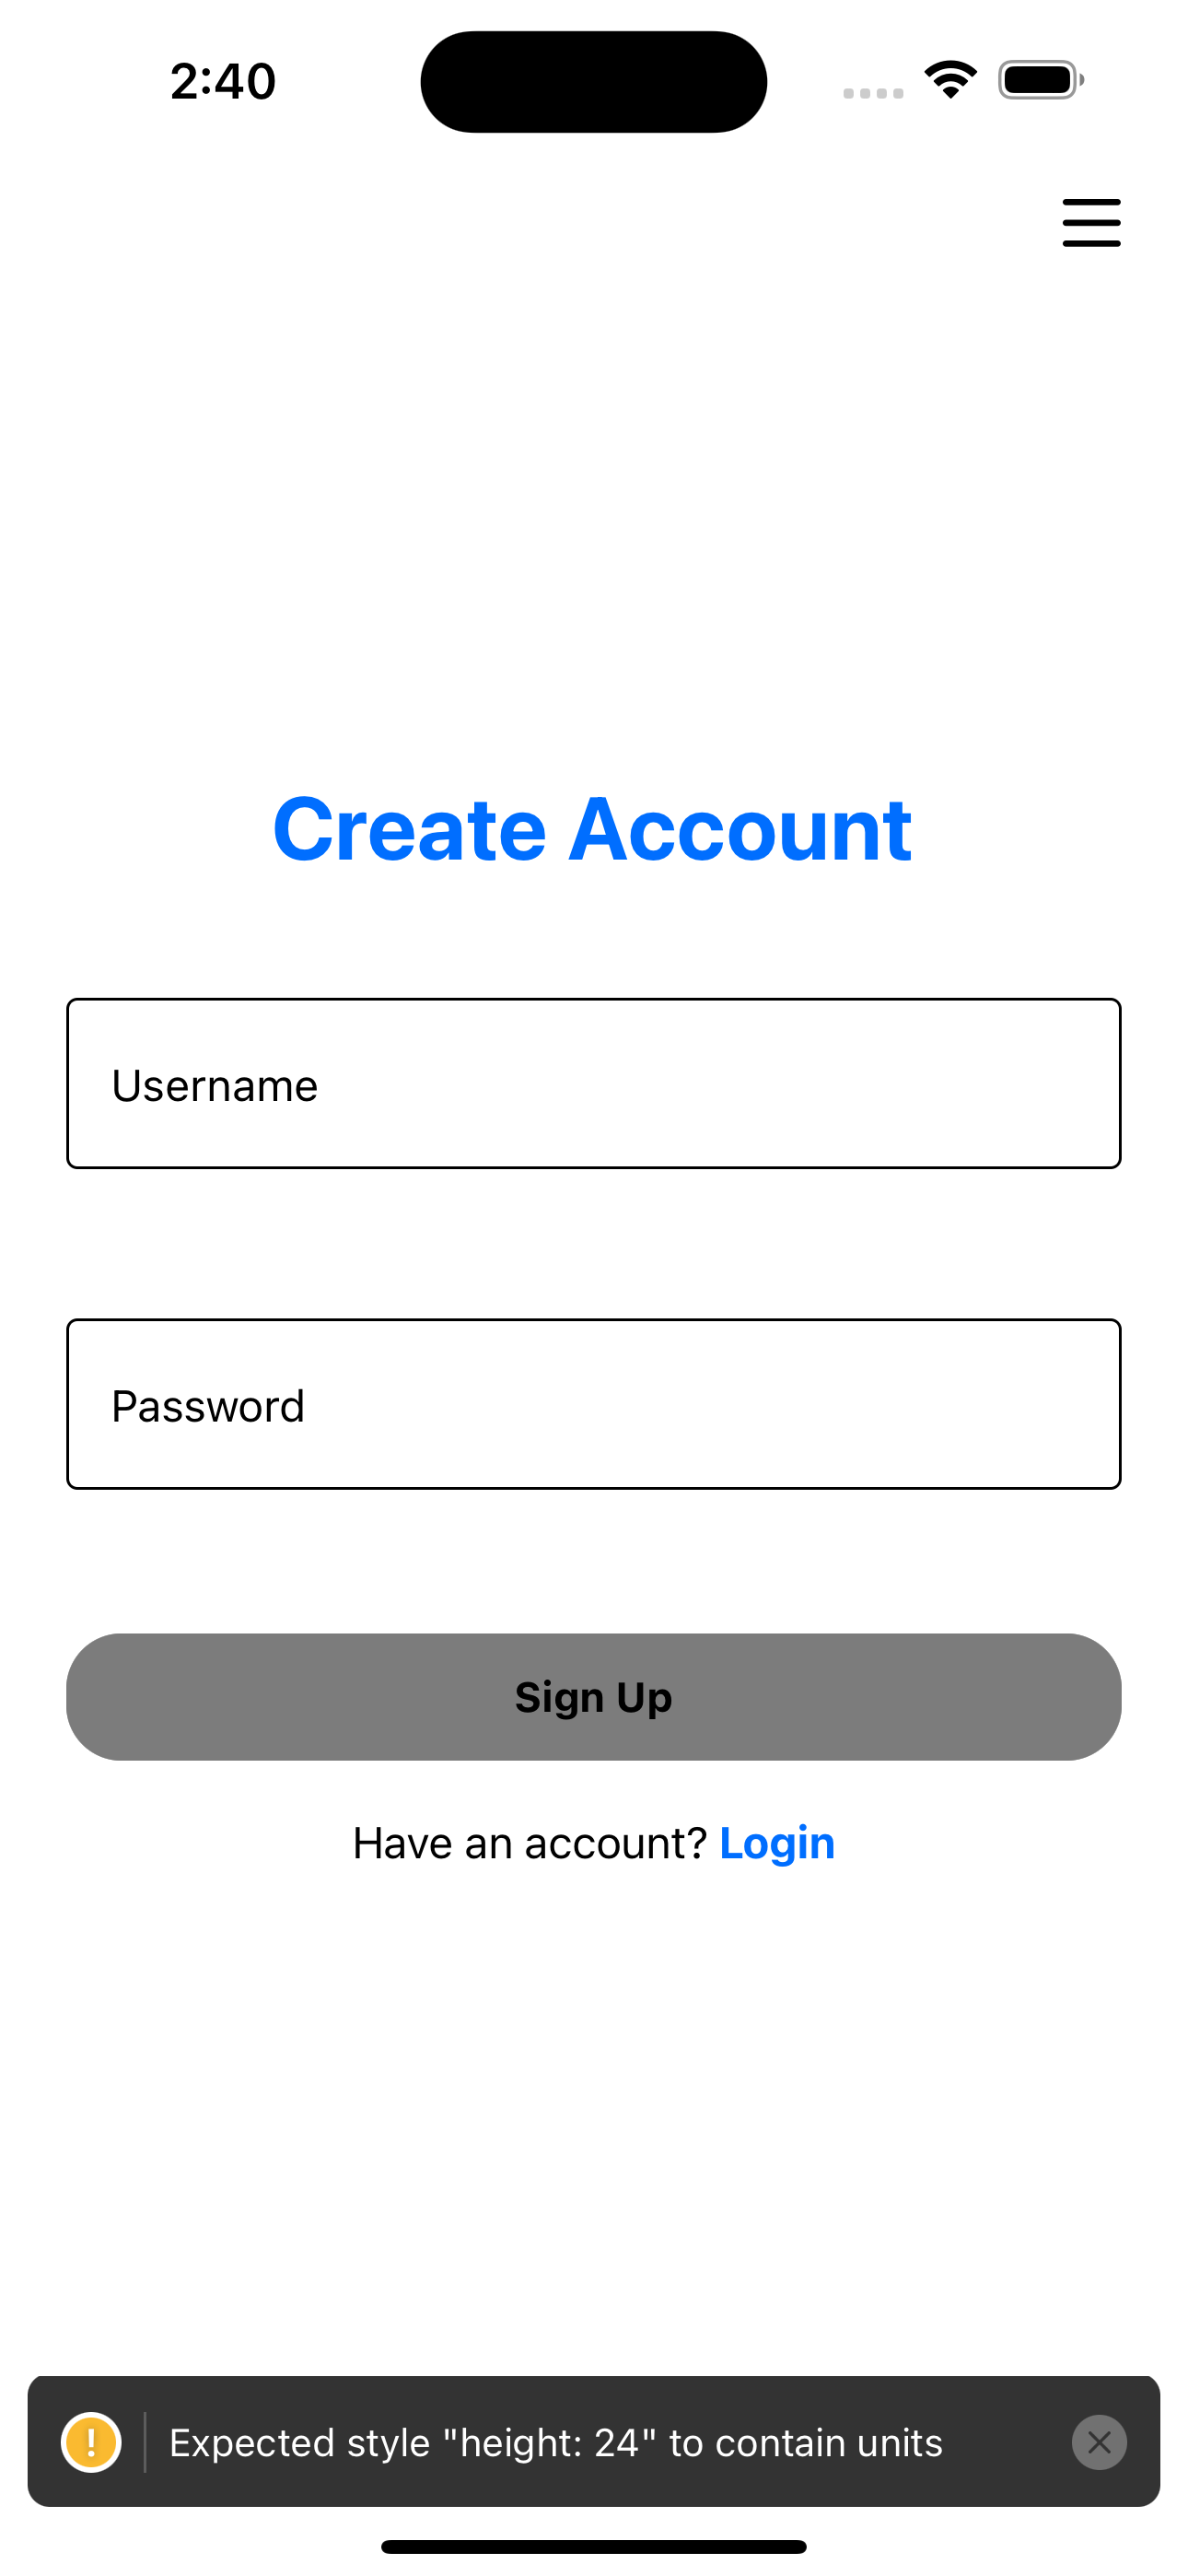 2:40
Create Account
Username
Password
Sign Up
Have an account? Login
! Expected style "height: 24" to contain units